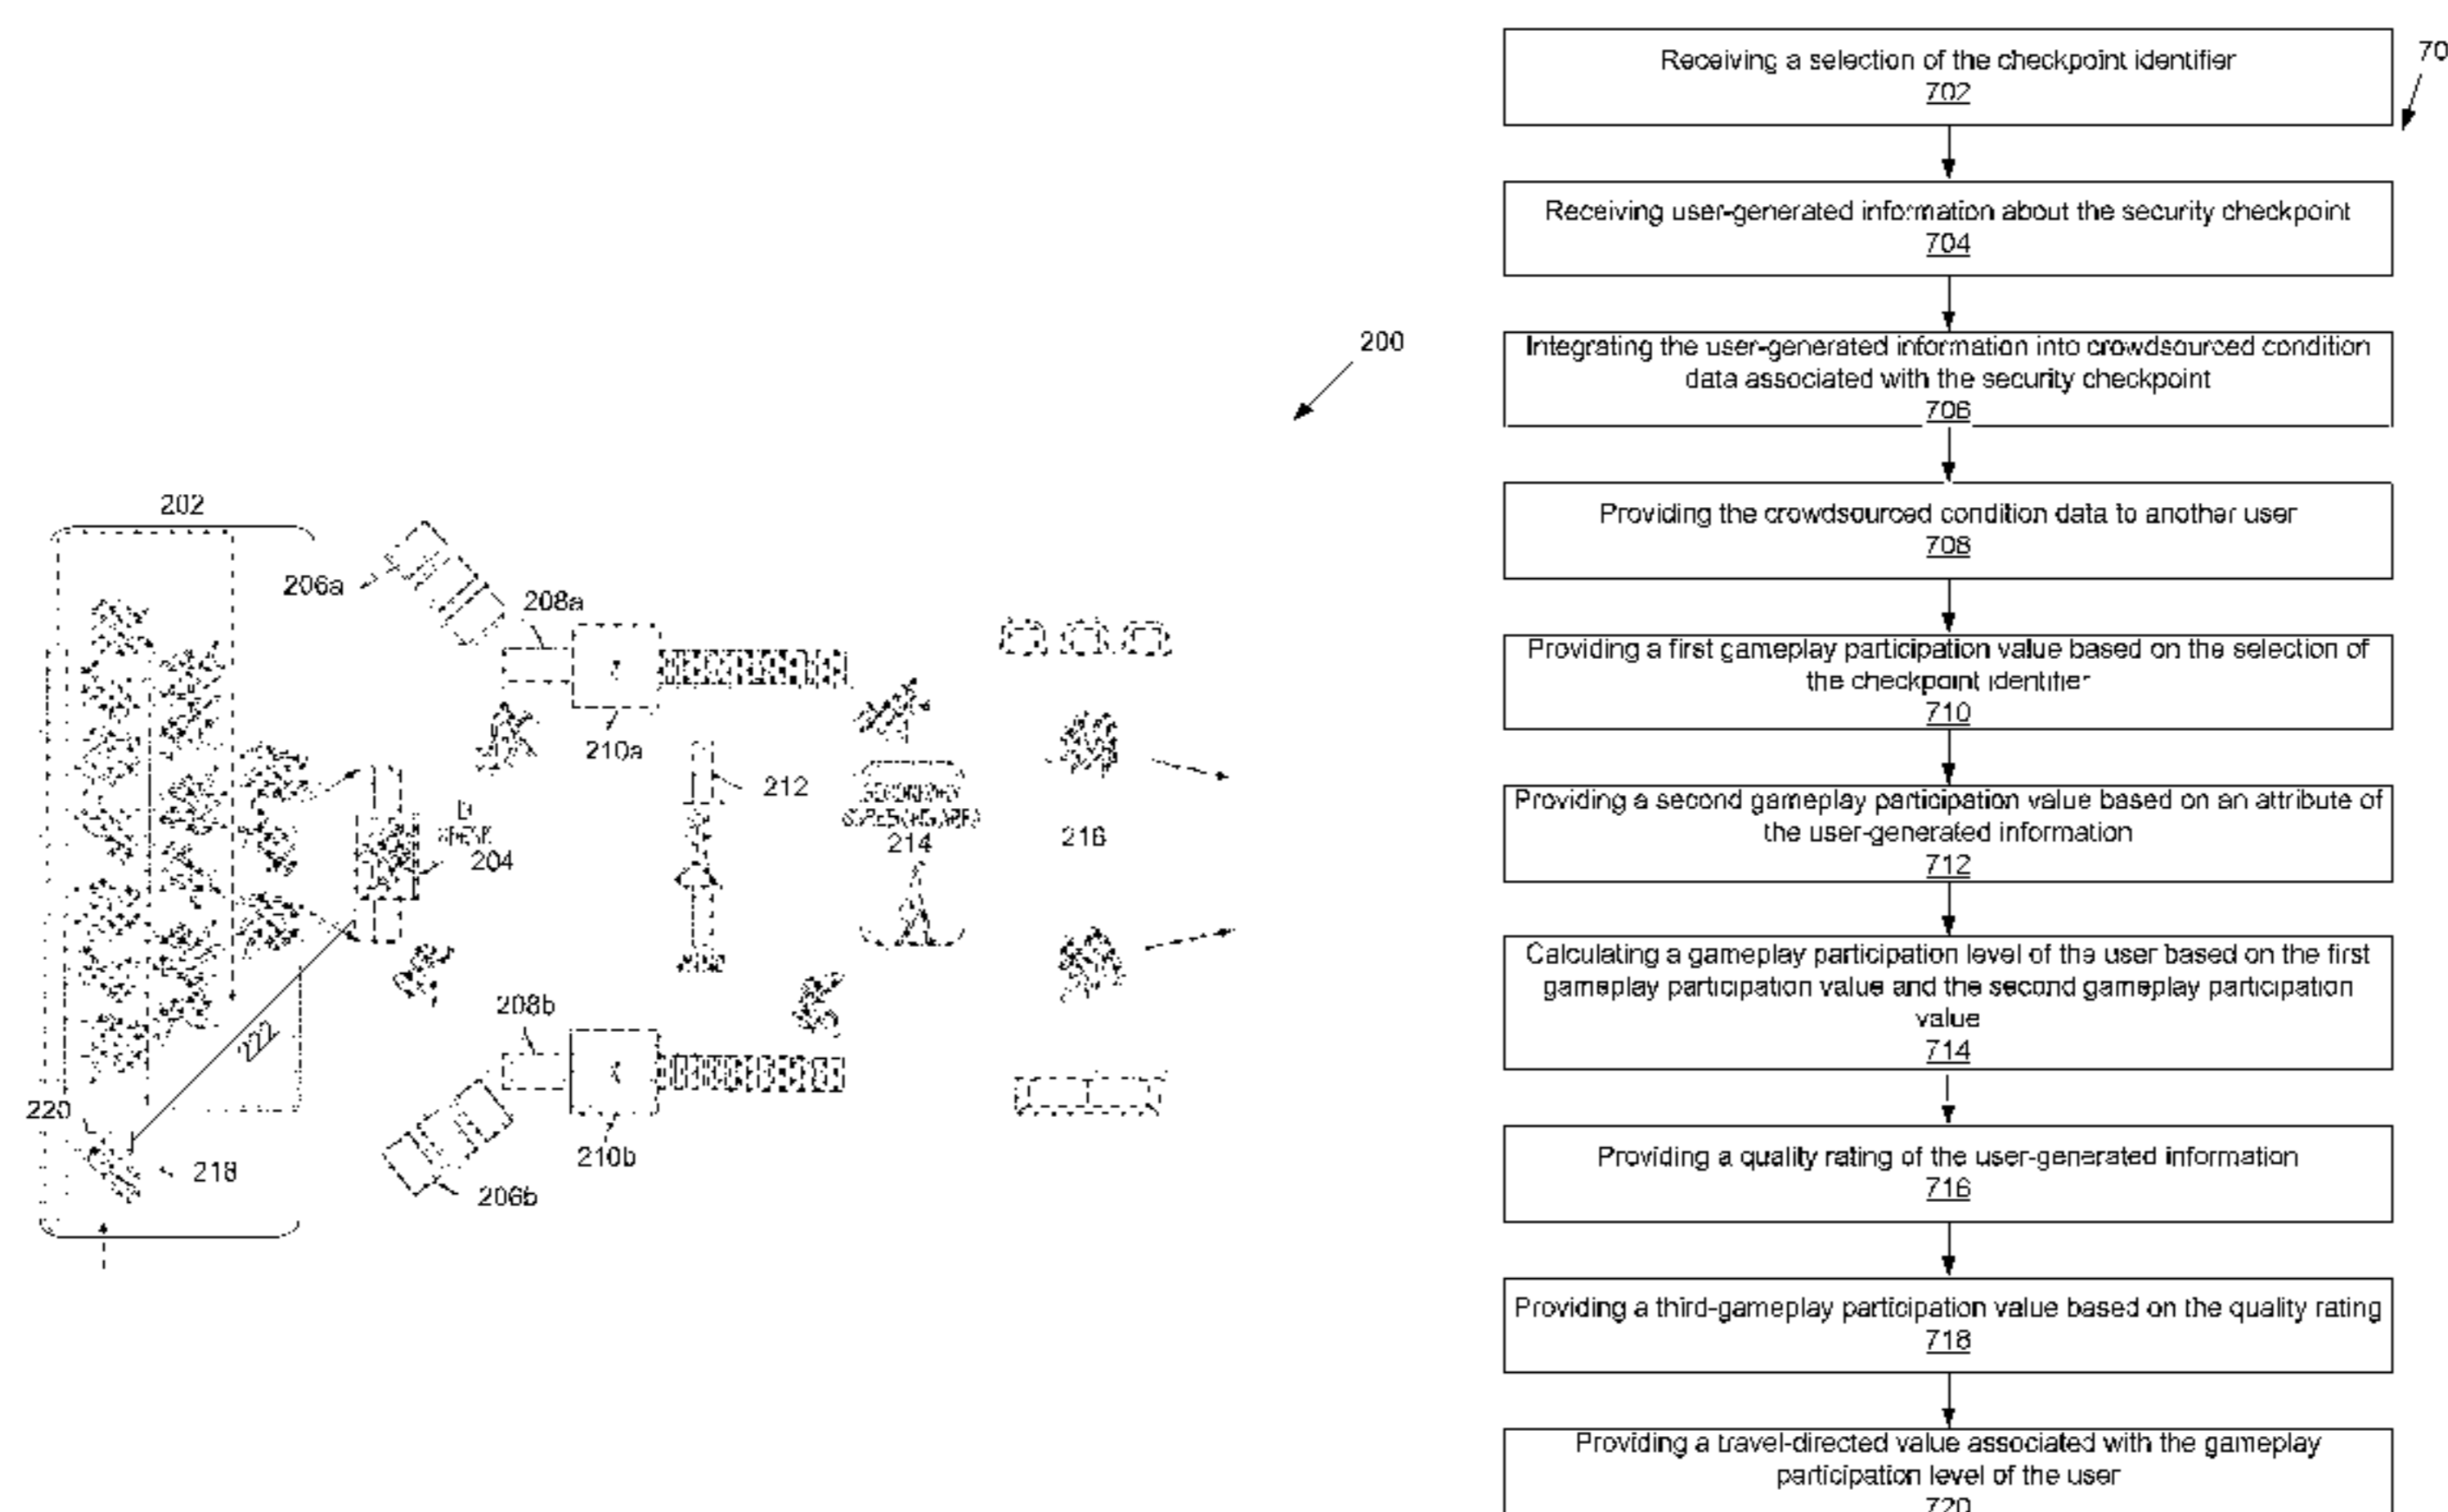 200
202
206a
208a
210a
212
204
214
216
208b
222
220
218
210b
206b
70
Receiving a selection of the checkpoint identifier
702
Receiving user-generated information about the security checkpoint
704
Integrating the user-generated information into crowdsourced condition
data associated with the security checkpoint
706
Providing the crowdsourced condition data to another user
708
Providing a first gameplay participation value based on the selection of
the checkpoint identifier
710
Providing a second gameplay participation value based on an attribute of
the user-generated information
712
Calculating a gameplay participation level of the user based on the first
gameplay participation value and the second gameplay participation
value
714
Providing a quality rating of the user-generated information
716
Providing a third-gameplay participation value based on the quality rating
718
Providing a travel-directed value associated with the gameplay
participation level of the user
720